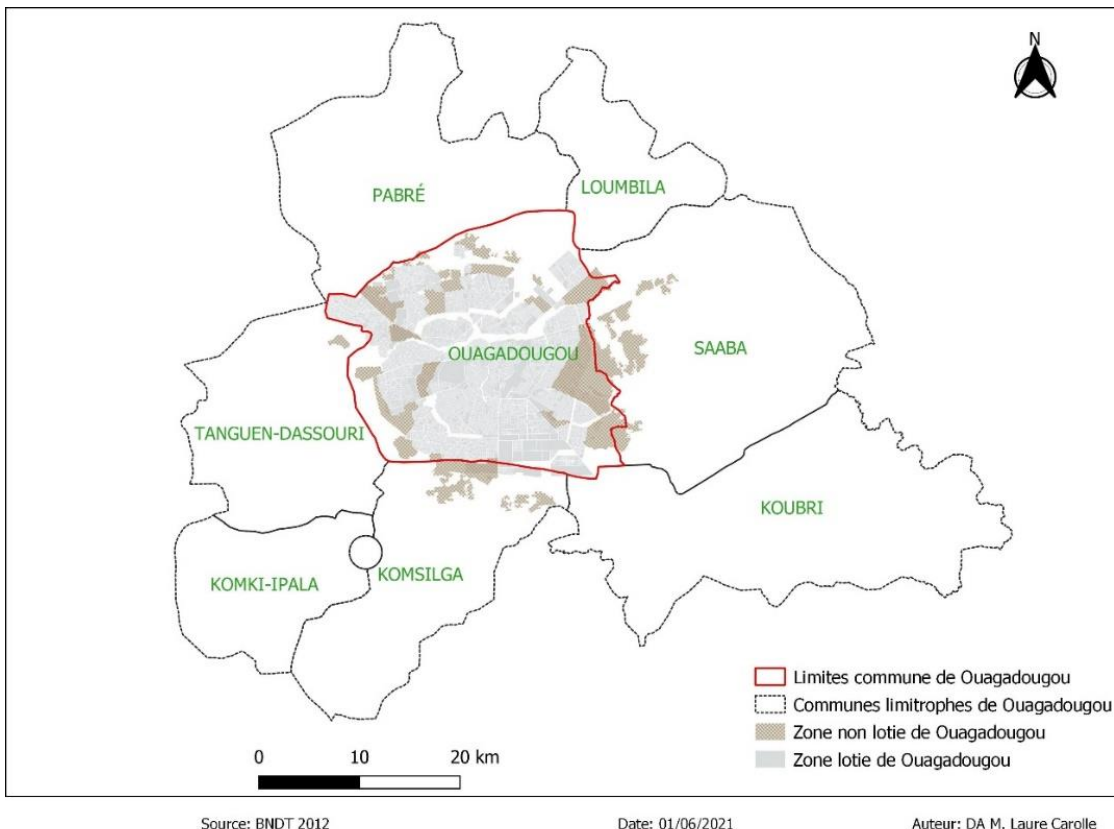 N
LOUMBILA
PABRÉ
SAABA
OUAGADOUGOU
TANGUEN-DASSOURI
KOUBRI
KOMKI-IPALA
KOMSILGA
Limites commune de Ouagadougou
Communes limitrophes de Ouagadougou
Zone non lotie de Ouagadougou
Zone lotie de Ouagadougou
0 10 20 km
Source: BNDT 2012 Date: 01/06/2021 Auteur: DA M. Laure Carolle